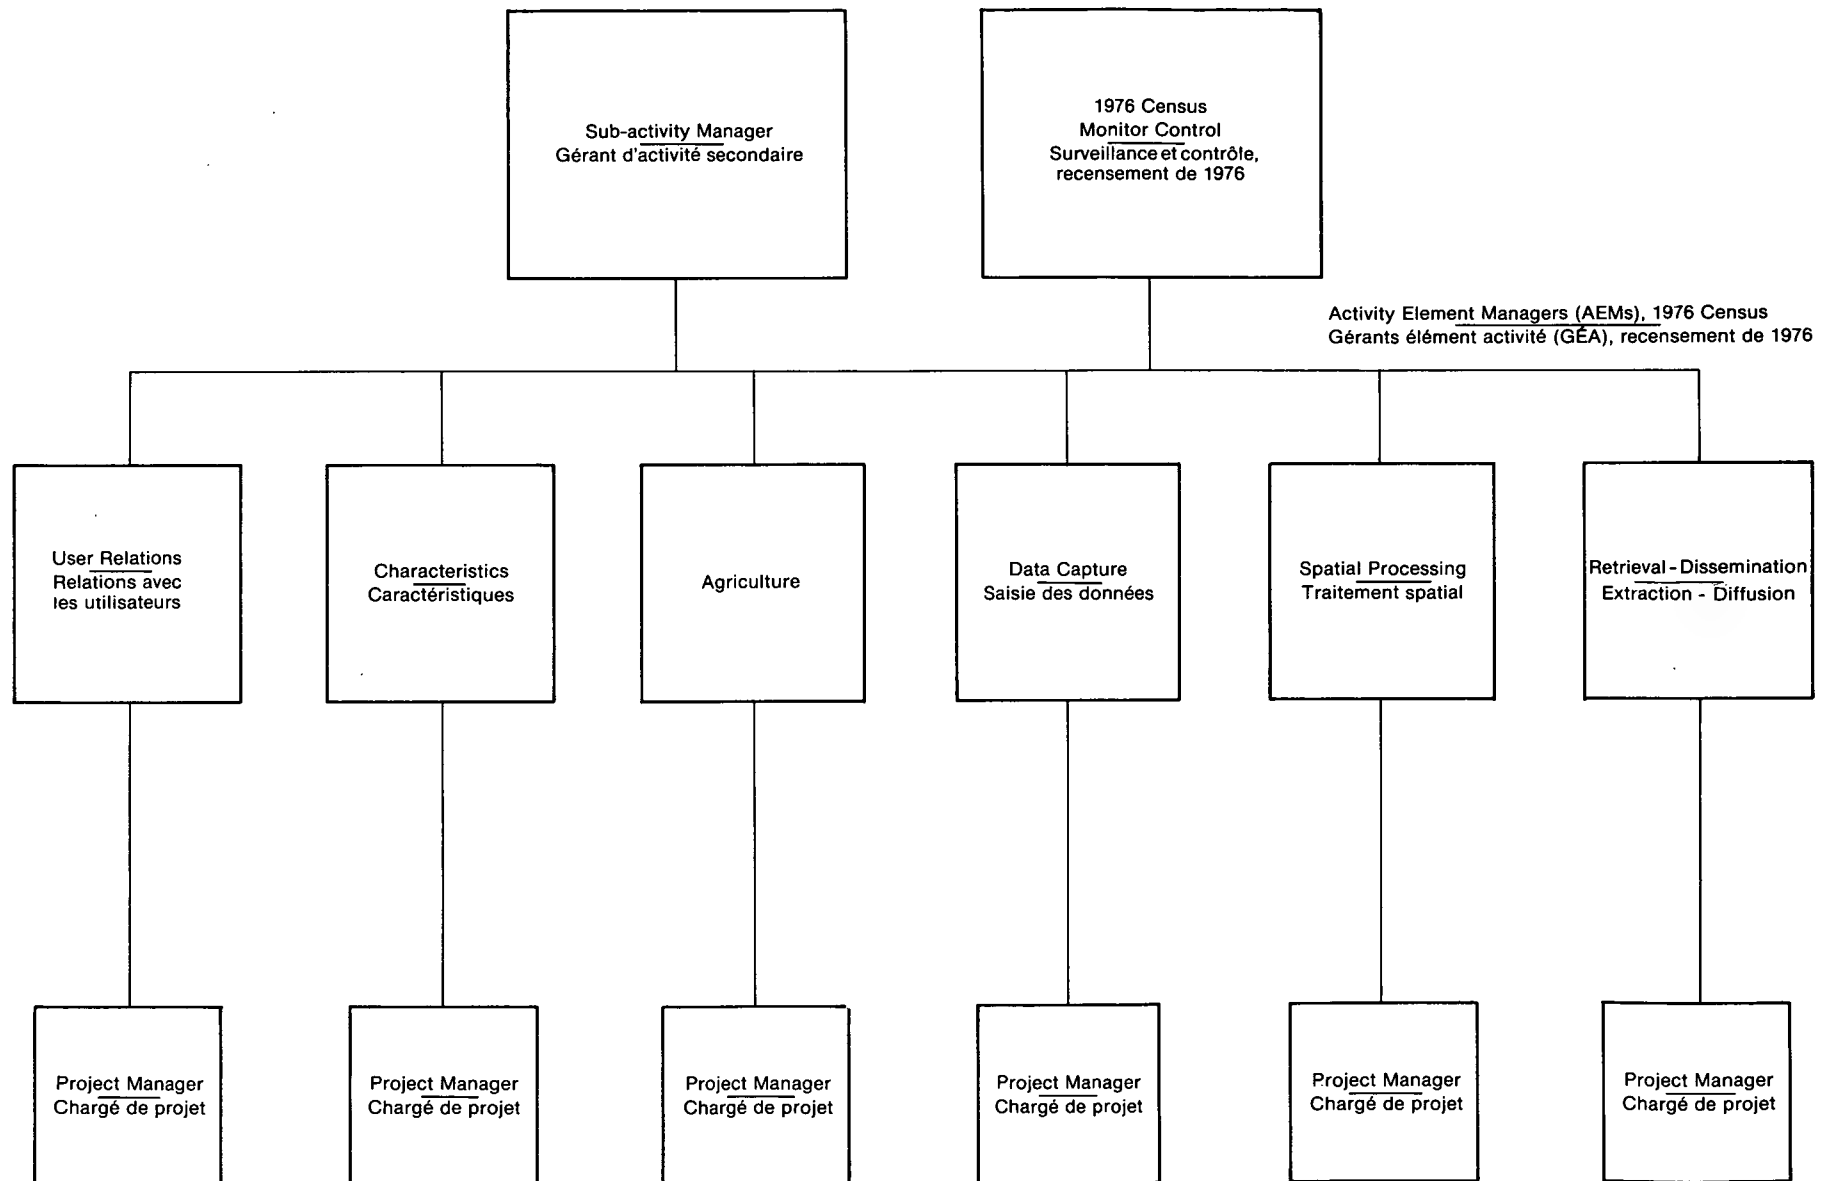 Sub-activity Manager
Gérant d'activité secondaire
1976 Census
Monitor Control
Surveillance et contrôle,
recensement de 1976
Activity Element Managers (AEMs), 1976 Census
Gérants élément activité (GÉA), recensement de 1976
User Relations
Relations avec
les utilisateurs
Characteristics
Caractéristiques
Agriculture
Data Capture
Saisie des données
Spatial Processing
Traitement spatial
Retrieval - Dissemination
Extraction - Diffusion
Project Manager
Chargé de projet
Project Manager
Chargé de projet
Project Manager
Chargé de projet
Project Manager
Chargé de projet
Project Manager
Chargé de projet
Project Manager
Chargé de projet